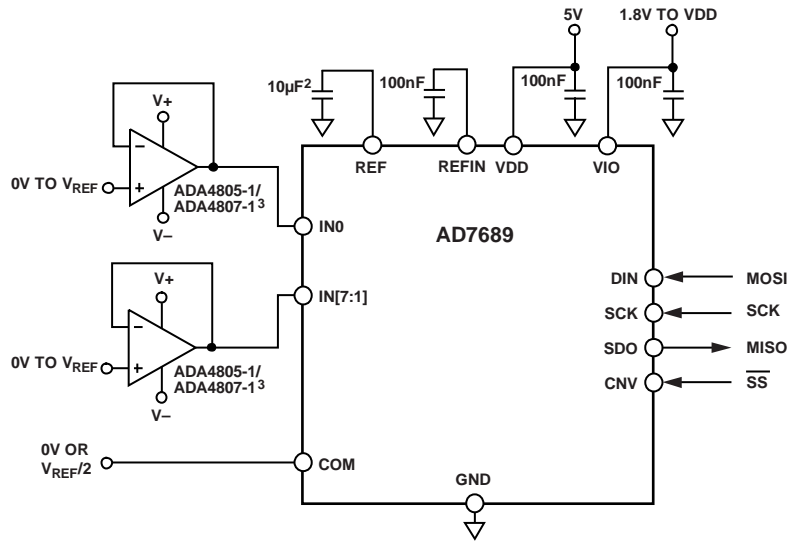 5V
1.8V TO VDD
10µF²
100nF
100nF
100nF
V+
−
+
0V TO VREF
ADA4805-1/
ADA4807-1³
V−
REF
REFIN
VDD
VIO
IN0
AD7689
V+
−
+
0V TO VREF
ADA4805-1/
ADA4807-1³
V−
IN[7:1]
DIN
MOSI
SCK
SCK
SDO
MISO
CNV
SS
0V OR
VREF/2
COM
GND